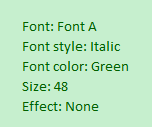 Font: Font A
Font style: Italic
Font color: Green
Size: 48
Effect: None